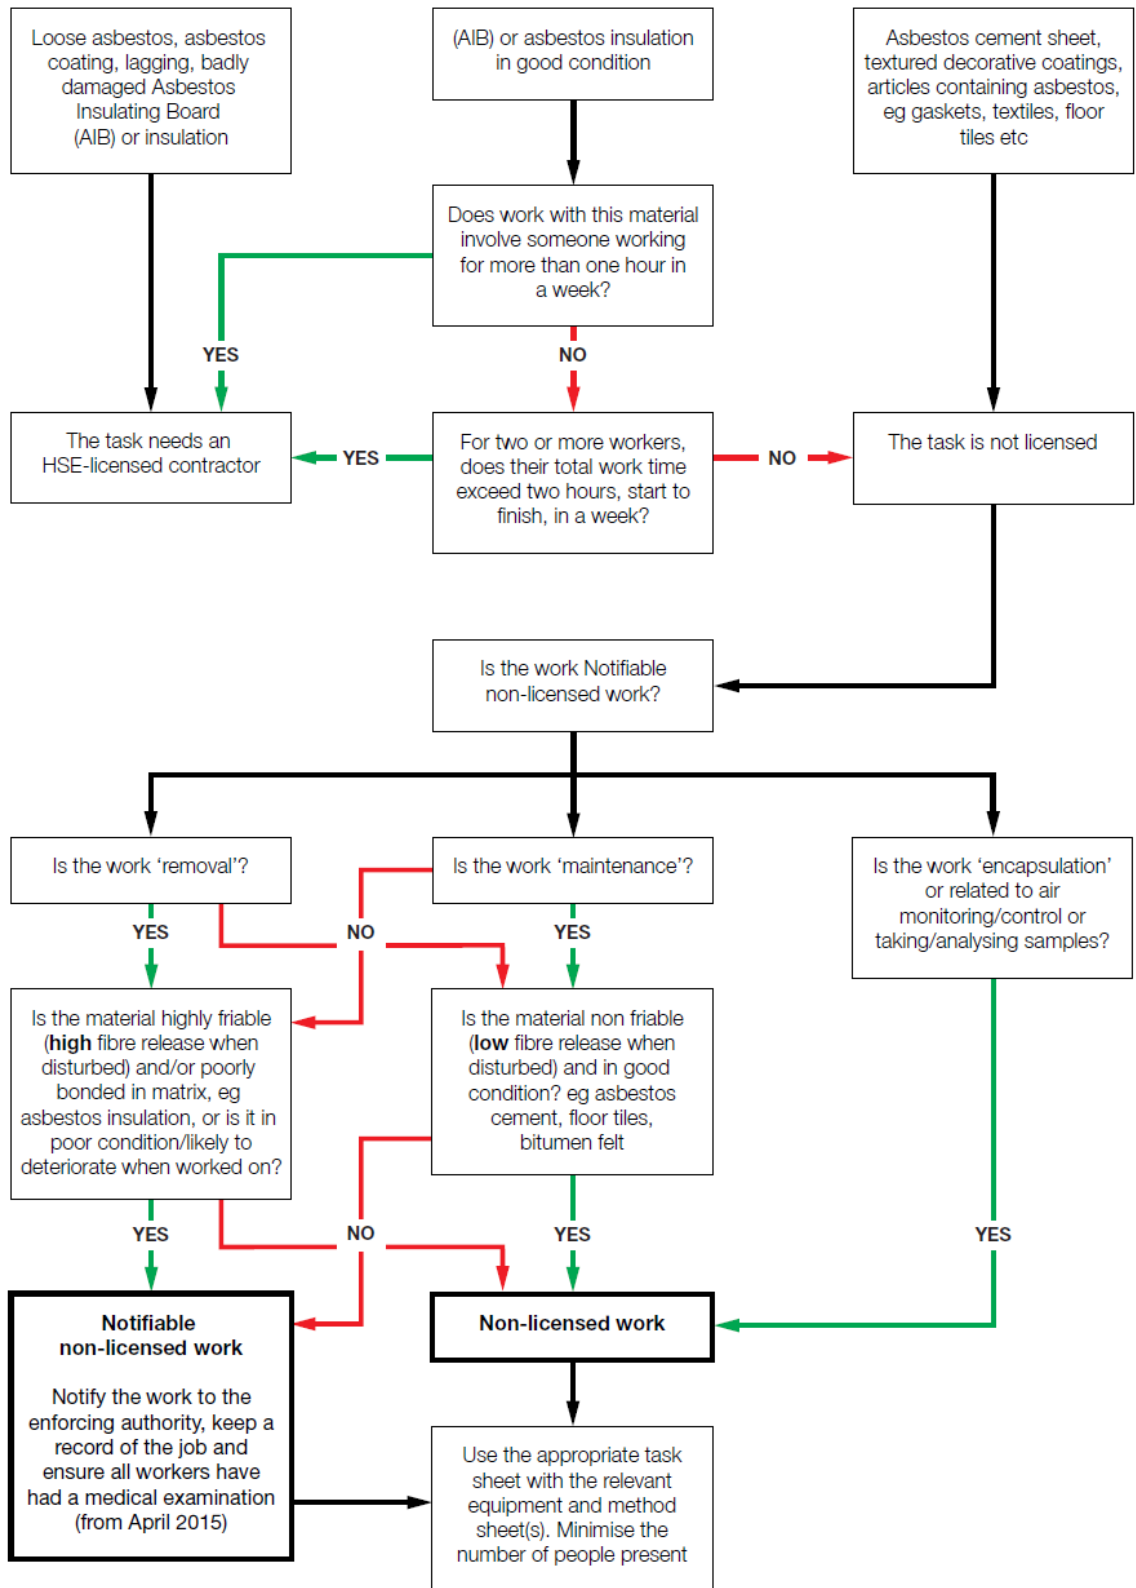 Loose asbestos, asbestos
coating, lagging, badly
damaged Asbestos
Insulating Board
(AIB) or insulation
(AIB) or asbestos insulation
in good condition
Asbestos cement sheet,
textured decorative coatings,
articles containing asbestos,
eg gaskets, textiles, floor
tiles etc
Does work with this material
involve someone working
for more than one hour in
a week?
YES
NO
The task needs an
HSE-licensed contractor
YES
For two or more workers,
does their total work time
exceed two hours, start to
finish, in a week?
NO
The task is not licensed
Is the work Notifiable
non-licensed work?
Is the work ‘removal’?
Is the work ‘maintenance’?
Is the work ‘encapsulation’
or related to air
monitoring/control or
taking/analysing samples?
YES
NO
YES
Is the material highly friable
(high fibre release when
disturbed) and/or poorly
bonded in matrix, eg
asbestos insulation, or is it in
poor condition/likely to
deteriorate when worked on?
Is the material non friable
(low fibre release when
disturbed) and in good
condition? eg asbestos
cement, floor tiles,
bitumen felt
YES
NO
YES
YES
Notifiable
non-licensed work
Notify the work to the
enforcing authority, keep a
record of the job and
ensure all workers have
had a medical examination
(from April 2015)
Non-licensed work
Use the appropriate task
sheet with the relevant
equipment and method
sheet(s). Minimise the
number of people present